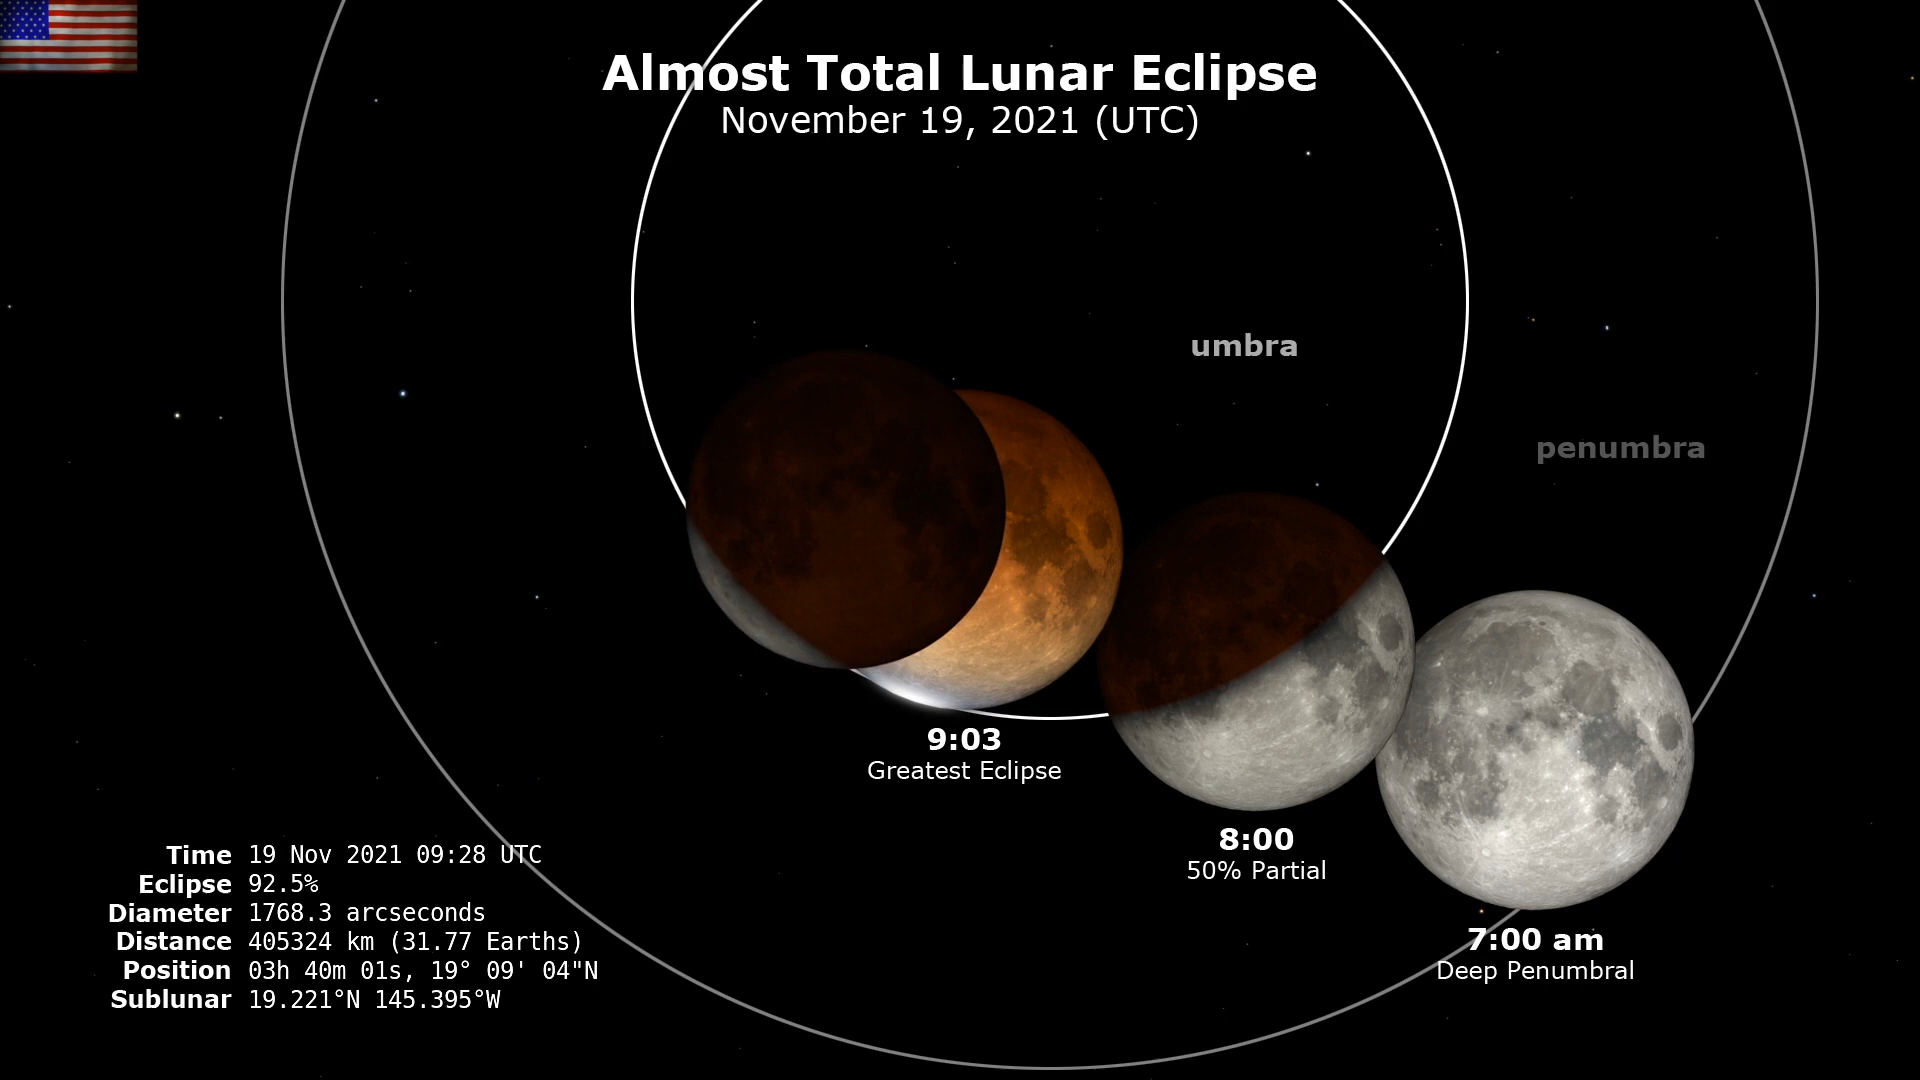 Almost Total Lunar Eclipse
November 19, 2021 (UTC)
umbra
penumbra
9:03
Greatest Eclipse
8:00
50% Partial
7:00 am
Deep Penumbral
Time 19 Nov 2021 09:28 UTC
Eclipse 92.5%
Diameter 1768.3 arcseconds
Distance 405324 km (31.77 Earths)
Position 03h 40m 01s, 19° 09' 04"N
Sublunar 19.221°N 145.395°W